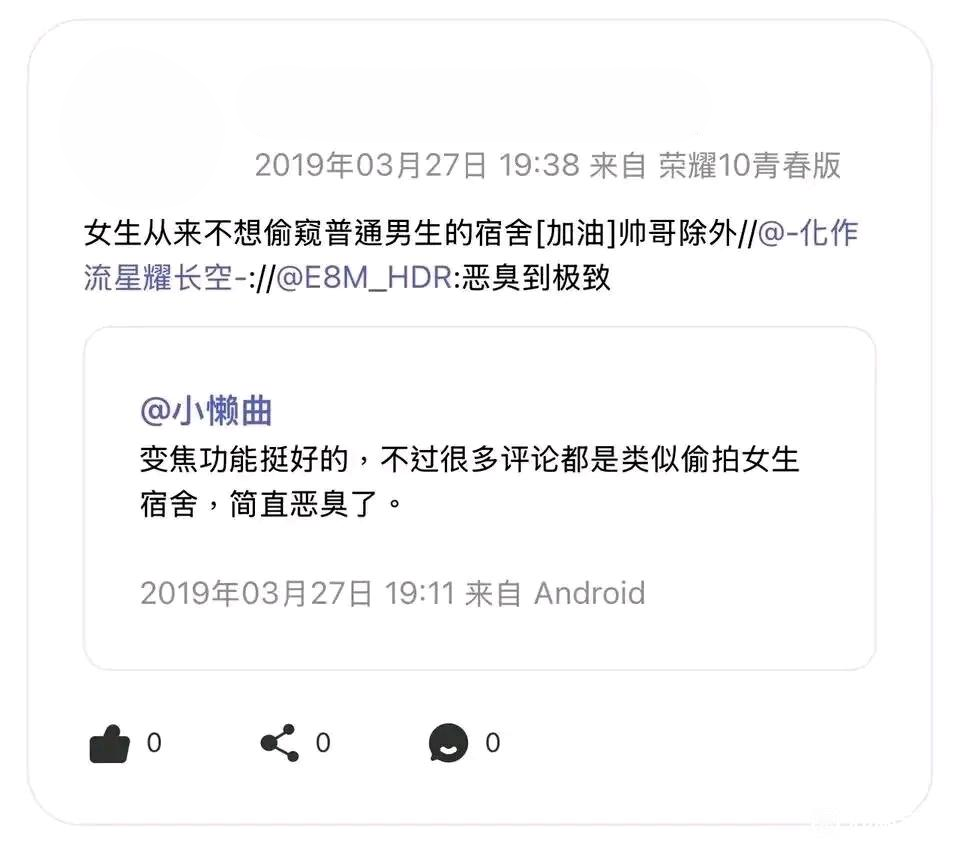 2019年03月27日 19:38 来自 荣耀10青春版
女生从来不想偷窥普通男生的宿舍[加油]帅哥除外//@-化作
流星耀长空-://@E8M_HDR:恶臭到极致
@小懒曲
变焦功能挺好的，不过很多评论都是类似偷拍女生
宿舍，简直恶臭了。
2019年03月27日 19:11 来自 Android
0 0 0